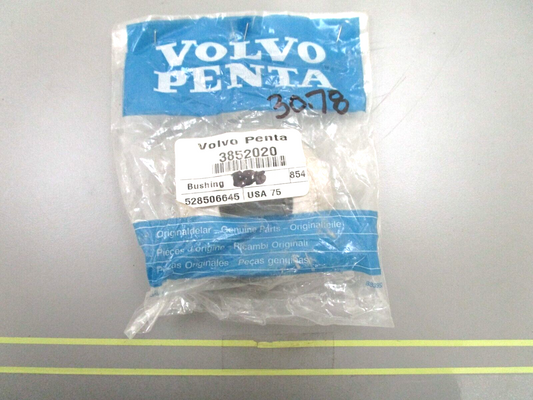 VOLVO
PENTA
30.78
Volvo Penta
3852020
Bushing 854
528506645 USA 75
Originaldelar - Genuine Parts - Originalteile
Pièces d'origine - Ricambi Originali
Piezas Originales - Peças genuínas